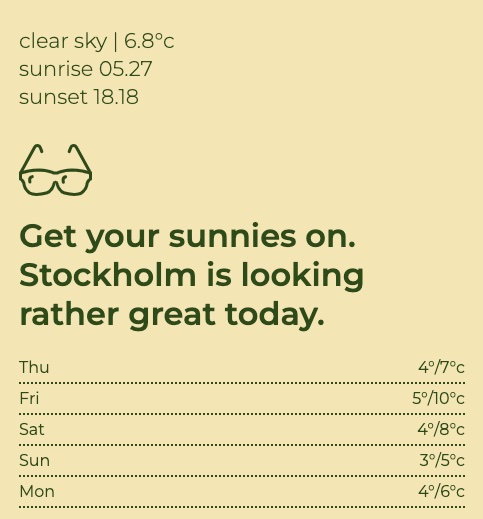 clear sky | 6.8°c
sunrise 05.27
sunset 18.18
Get your sunnies on.
Stockholm is looking
rather great today.
Thu 4°/7°c
Fri 5°/10°c
Sat 4°/8°c
Sun 3°/5°c
Mon 4°/6°c